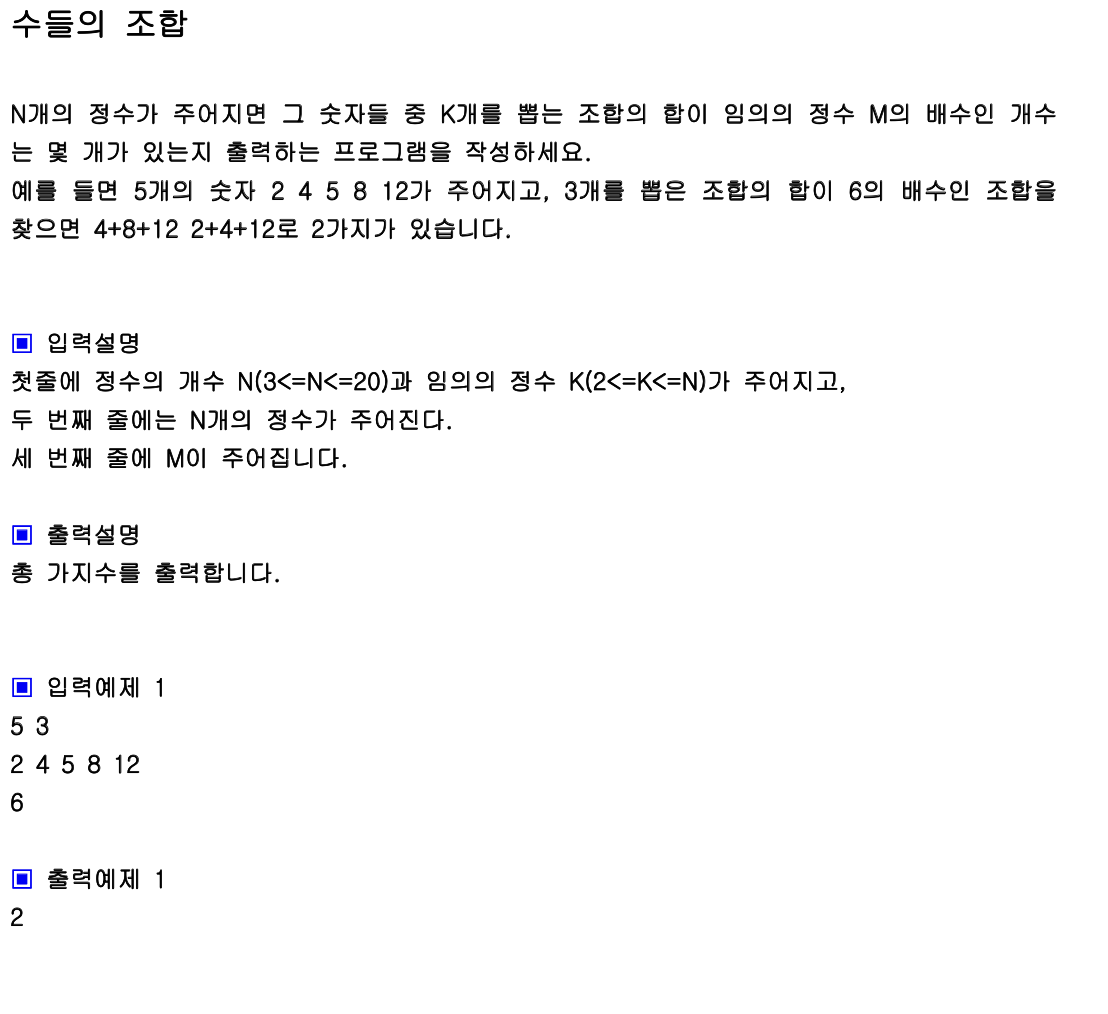 수들의 조합
N개의 정수가 주어지면 그 숫자들 중 K개를 뽑는 조합의 합이 임의의 정수 M의 배수인 개수
는 몇 개가 있는지 출력하는 프로그램을 작성하세요.
예를 들면 5개의 숫자 2 4 5 8 12가 주어지고, 3개를 뽑은 조합의 합이 6의 배수인 조합을
찾으면 4+8+12 2+4+12로 2가지가 있습니다.
▣ 입력설명
첫줄에 정수의 개수 N(3<=N<=20)과 임의의 정수 K(2<=K<=N)가 주어지고,
두 번째 줄에는 N개의 정수가 주어진다.
세 번째 줄에 M이 주어집니다.
▣ 출력설명
총 가지수를 출력합니다.
▣ 입력예제 1
5 3
2 4 5 8 12
6
▣ 출력예제 1
2